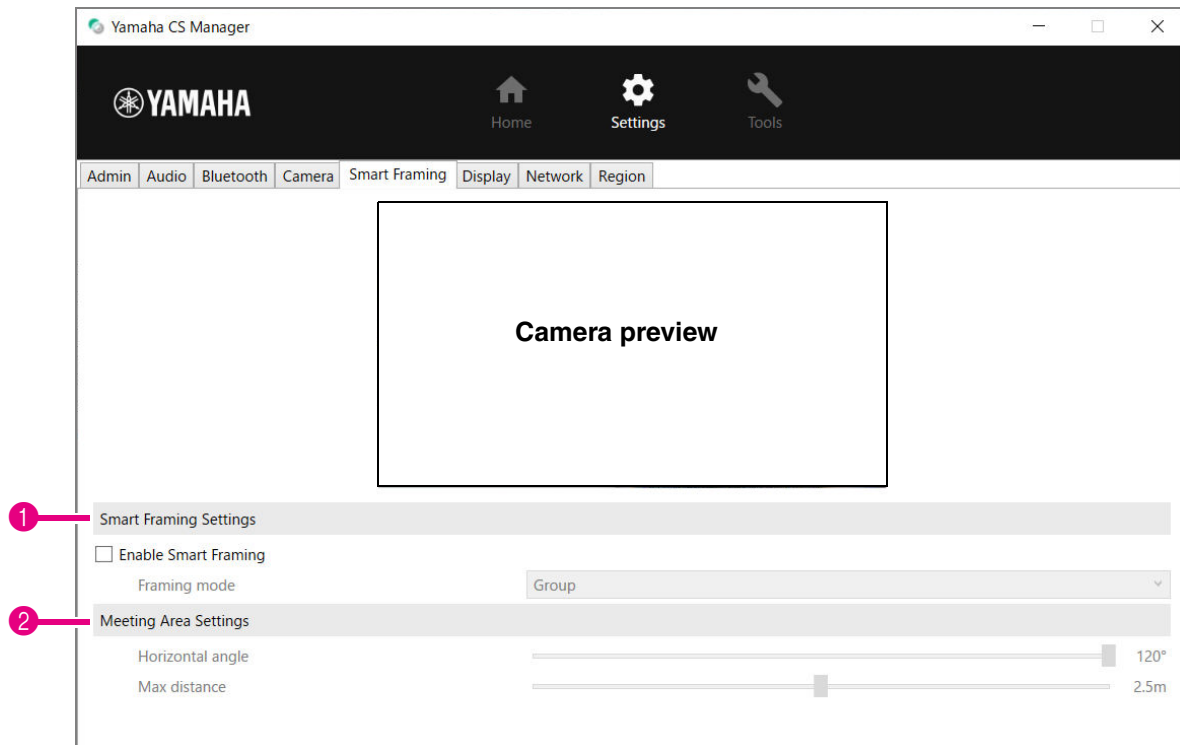 Yamaha CS Manager
YAMAHA
Home Settings Tools
Admin Audio Bluetooth Camera Smart Framing Display Network Region
Camera preview
1 Smart Framing Settings
Enable Smart Framing
Framing mode Group
2 Meeting Area Settings
Horizontal angle 120°
Max distance 2.5m